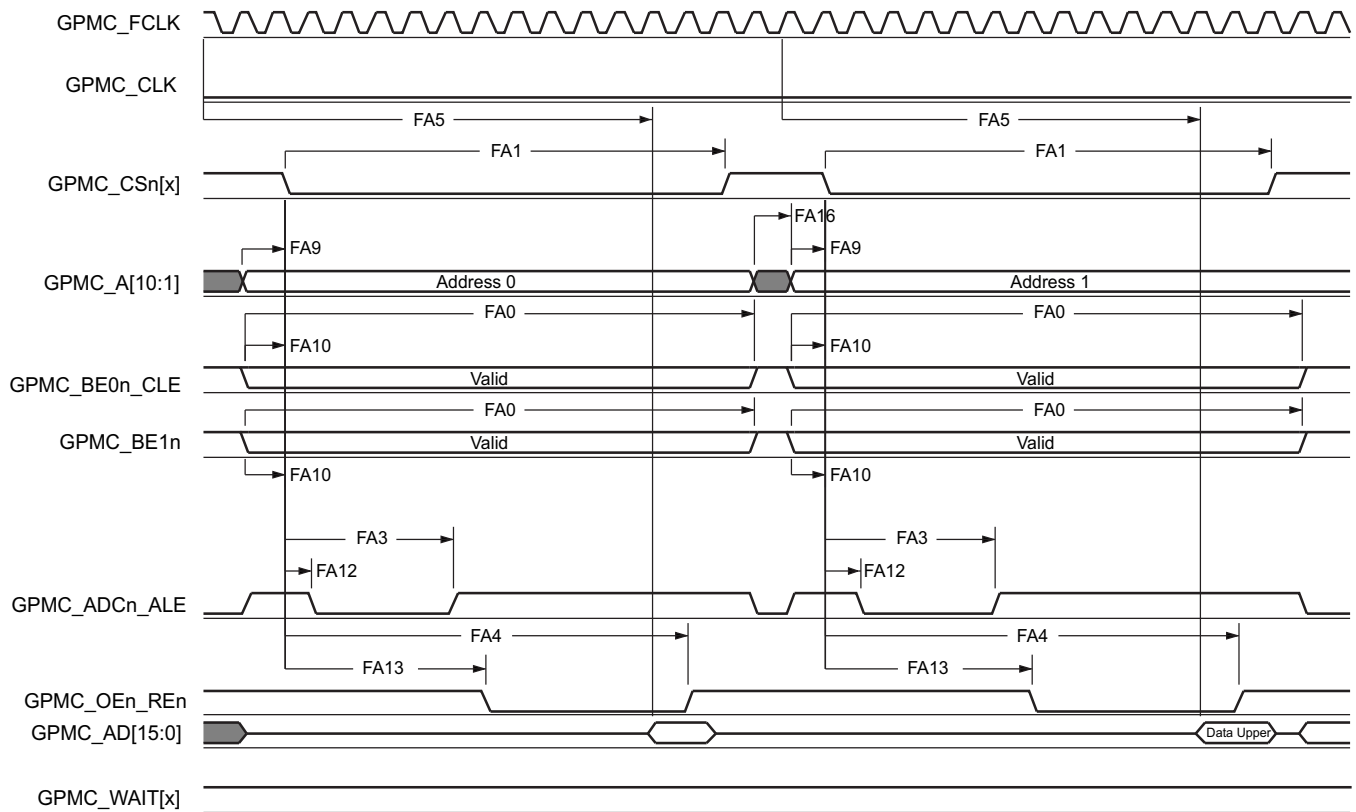 GPMC_FCLK
GPMC_CLK
FA5 FA5
FA1 FA1
GPMC_CSn[x]
FA16
FA9 FA9
GPMC_A[10:1] Address 0 Address 1
FA0 FA0
FA10 FA10
GPMC_BE0n_CLE Valid Valid
FA0 FA0
GPMC_BE1n Valid Valid
FA10 FA10
FA3 FA3
FA12 FA12
GPMC_ADCn_ALE
FA4 FA4
FA13 FA13
GPMC_OEn_REn
GPMC_AD[15:0] Data Upper
GPMC_WAIT[x]